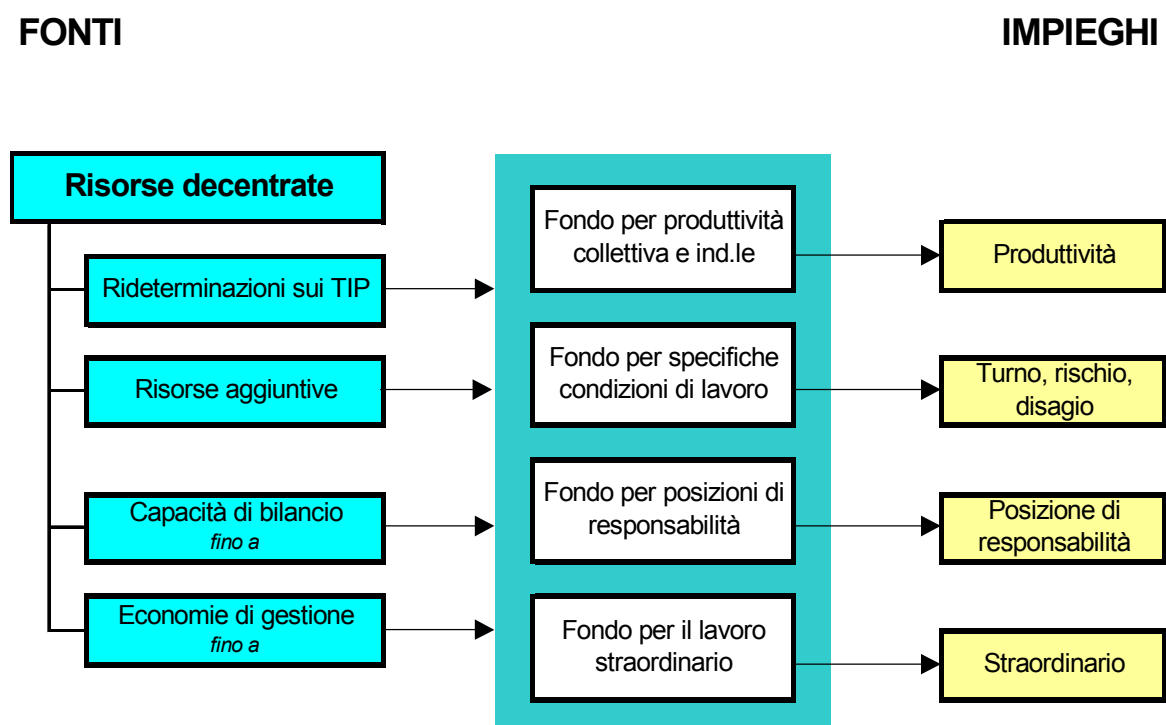 FONTI
IMPIEGHI
Risorse decentrate
Rideterminazioni sui TIP
Risorse aggiuntive
Capacità di bilancio
fino a
Economie di gestione
fino a
Fondo per produttività
collettiva e ind.le
Fondo per specifiche
condizioni di lavoro
Fondo per posizioni di
responsabilità
Fondo per il lavoro
straordinario
Produttività
Turno, rischio,
disagio
Posizione di
responsabilità
Straordinario